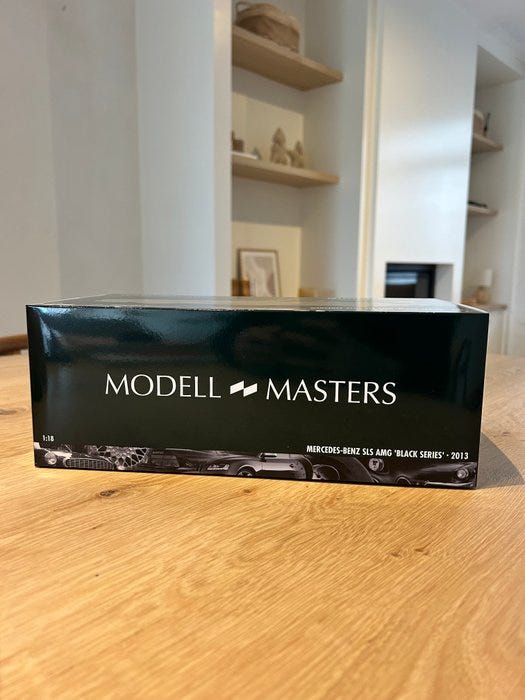 MODELL MASTERS
1:18
MERCEDES-BENZ SLS AMG 'BLACK SERIES' · 2013